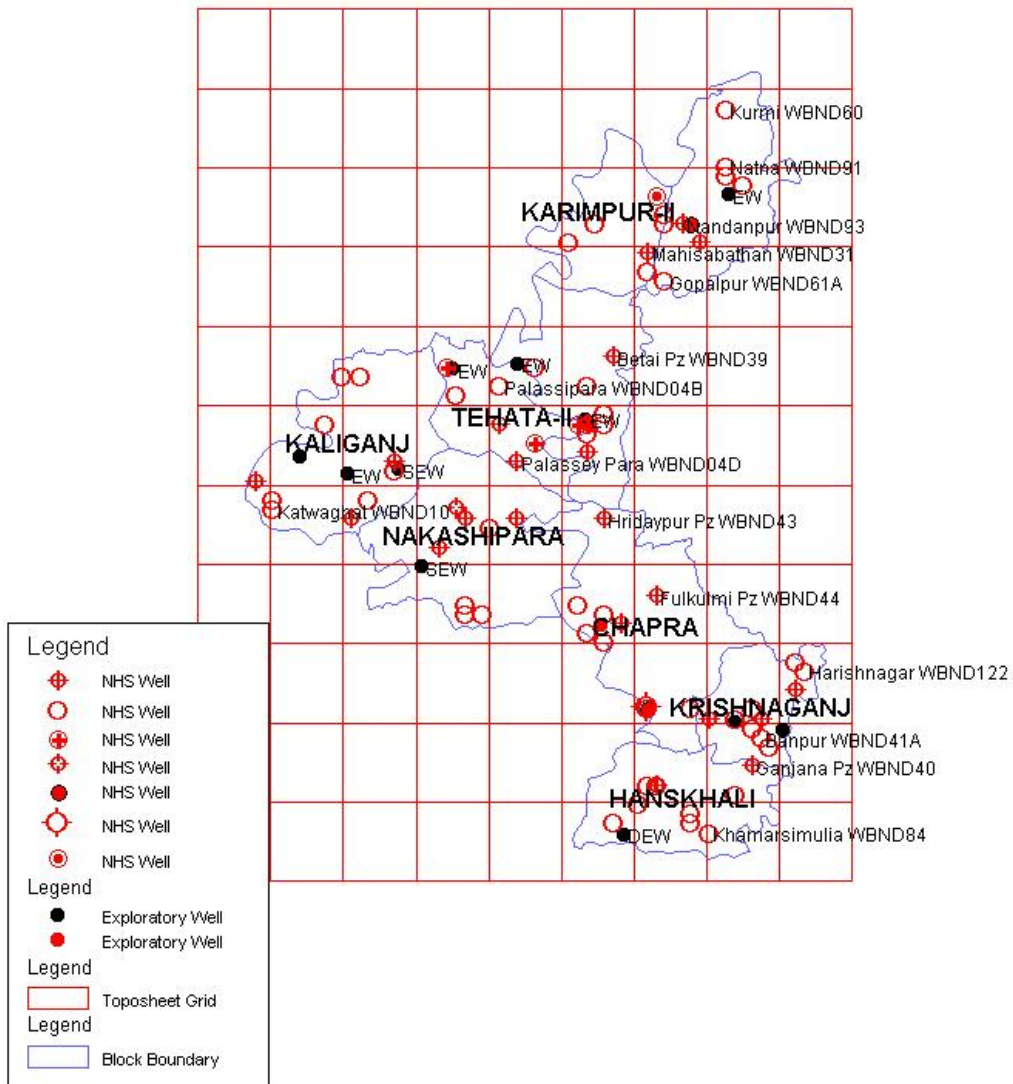 Kurmi WBND60
Natna WBND91
EW
KARIMPUR-II
Nandanpur WBND93
Mahisabathan WBND31
Gopalpur WBND61A
Betai Pz WBND39
EW
EW
Palassipara WBND04B
TEHATA-II
EW
KALIGANJ
Palassey Para WBND04D
SEW
EW
Katwaghat WBND10
Hridaypur Pz WBND43
NAKASHIPARA
SEW
Fulkulmi Pz WBND44
CHAPRA
Harishnagar WBND122
KRISHNAGANJ
Banpur WBND41A
Ganjana Pz WBND40
HANSKHALI
DEW
Khamarsimulia WBND84
Legend
NHS Well
NHS Well
NHS Well
NHS Well
NHS Well
NHS Well
NHS Well
Legend
Exploratory Well
Exploratory Well
Legend
Toposheet Grid
Legend
Block Boundary